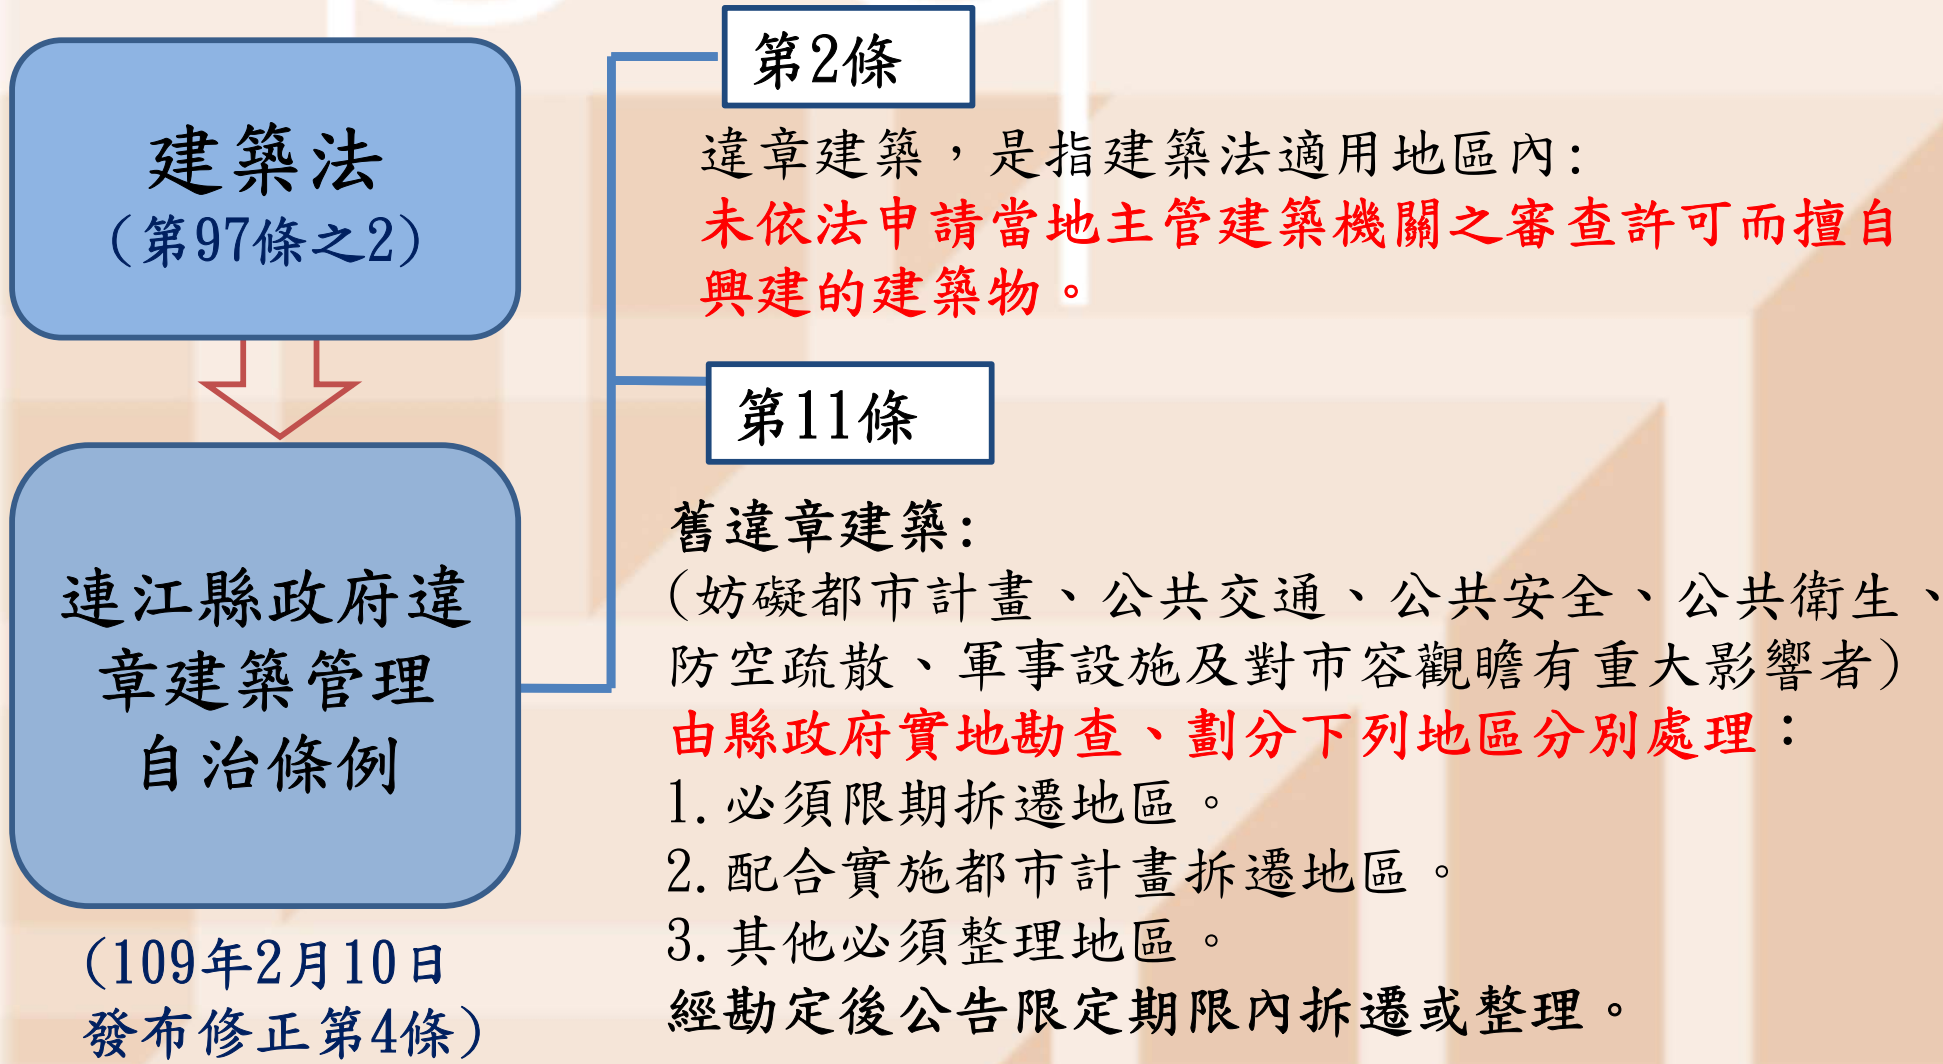 建築法
(第97條之2)
連江縣政府違
章建築管理
自治條例
(109年2月10日
發布修正第4條)
第2條
違章建築，是指建築法適用地區內:
未依法申請當地主管建築機關之審查許可而擅自
興建的建築物。
第11條
舊違章建築:
(妨礙都市計畫、公共交通、公共安全、公共衛生、
防空疏散、軍事設施及對市容觀瞻有重大影響者)
由縣政府實地勘查、劃分下列地區分別處理：
1.必須限期拆遷地區。
2.配合實施都市計畫拆遷地區。
3.其他必須整理地區。
經勘定後公告限定期限內拆遷或整理。